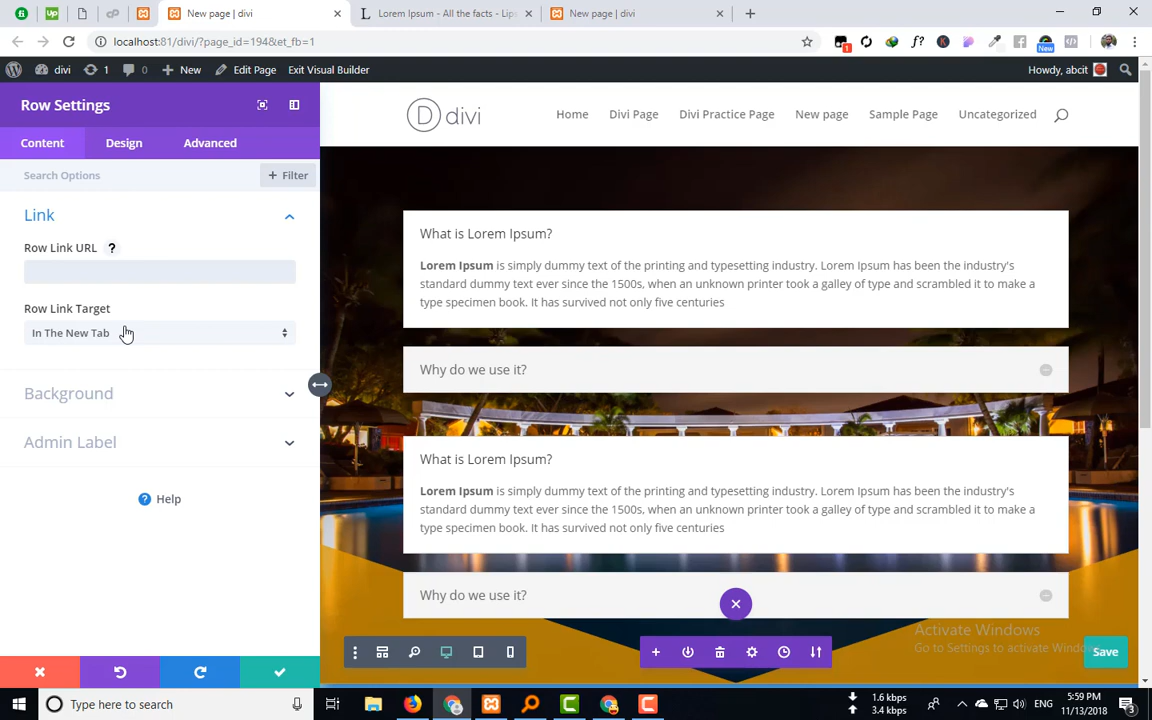 New page | divi
Lorem Ipsum - All the facts - Lip
New page | divi
localhost:81/divi/?page_id=194&et_fb=1
1
New
divi
1
0
New
Edit Page
Exit Visual Builder
Howdy, abcit
Row Settings
Content
Design
Advanced
Search Options
+ Filter
Link
Row Link URL ?
Row Link Target
In The New Tab
Background
Admin Label
? Help
D divi
Home
Divi Page
Divi Practice Page
New page
Sample Page
Uncategorized
What is Lorem Ipsum?
Lorem Ipsum is simply dummy text of the printing and typesetting industry. Lorem Ipsum has been the industry's
standard dummy text ever since the 1500s, when an unknown printer took a galley of type and scrambled it to make a
type specimen book. It has survived not only five centuries
Why do we use it?
What is Lorem Ipsum?
Lorem Ipsum is simply dummy text of the printing and typesetting industry. Lorem Ipsum has been the industry's
standard dummy text ever since the 1500s, when an unknown printer took a galley of type and scrambled it to make a
type specimen book. It has survived not only five centuries
Why do we use it?
Activate Windows
Go to Settings to activate Windows
Save
Type here to search
1.6 kbps
3.4 kbps
ENG
5:59 PM
11/13/2018
3